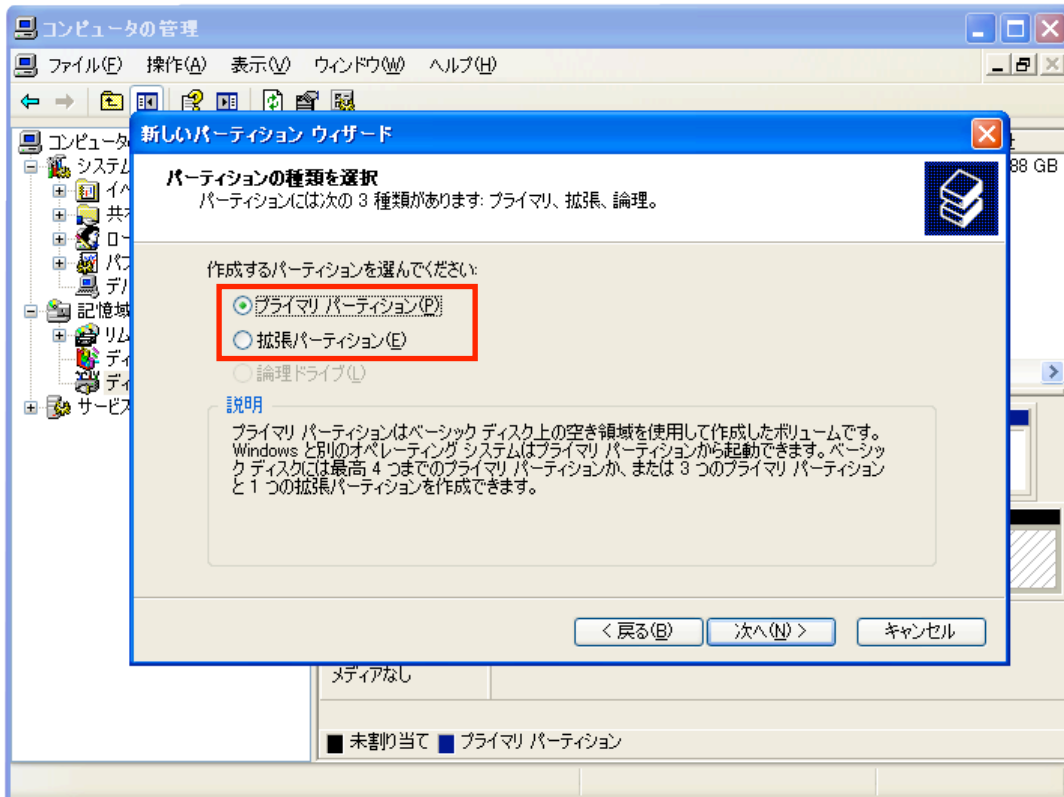 コンピュータの管理
ファイル(F) 操作(A) 表示(V) ウィンドウ(W) ヘルプ(H)
コンピュータ
システム
イベ
共有
ロー
パフ
デバ
記憶域
リム
ディ
ディ
サービス
88 GB
新しいパーティション ウィザード
パーティションの種類を選択
パーティションには次の 3 種類があります: プライマリ、拡張、論理。
作成するパーティションを選んでください:
プライマリ パーティション(P)
拡張パーティション(E)
論理ドライブ(L)
説明
プライマリ パーティションはベーシック ディスク上の空き領域を使用して作成したボリュームです。
Windows と別のオペレーティング システムはプライマリ パーティションから起動できます。ベーシッ
ク ディスクには最高 4 つまでのプライマリ パーティションか、または 3 つのプライマリ パーティション
と 1 つの拡張パーティションを作成できます。
< 戻る(B) 次へ(N) > キャンセル
メディアなし
未割り当て プライマリ パーティション